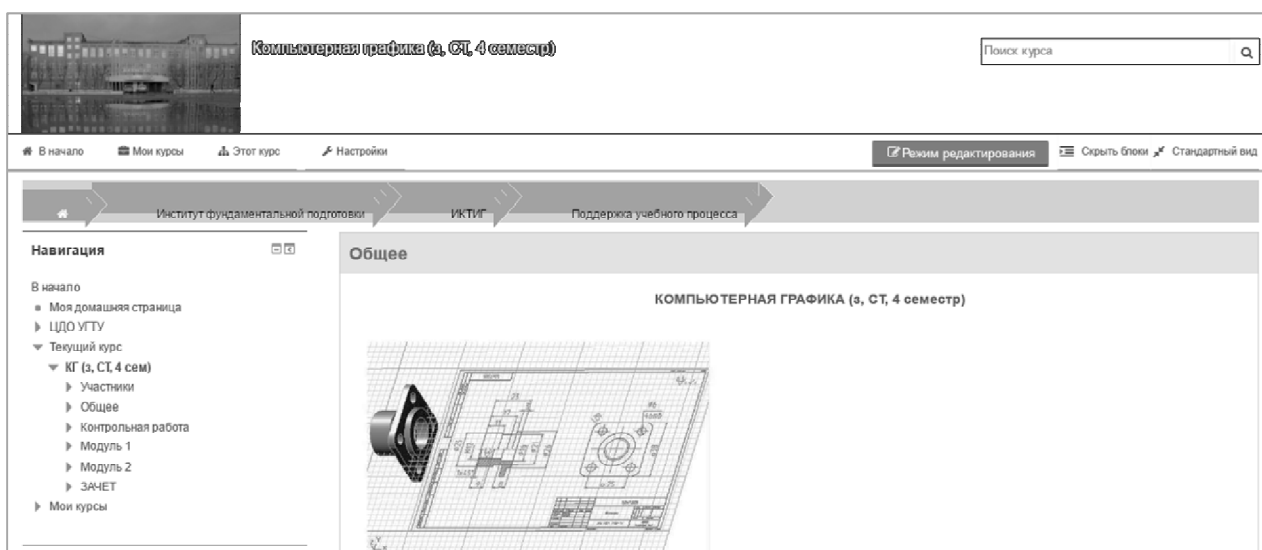 Компьютерная графика (з, СТ, 4 семестр)
Поиск курса
В начало Мои курсы Этот курс Настройки Режим редактирования Скрыть блоки Стандартный вид
Институт фундаментальной подготовки ИКТИГ Поддержка учебного процесса
Навигация
В начало
Моя домашняя страница
ЦДО УГТУ
Текущий курс
КГ (з, СТ, 4 сем)
Участники
Общее
Контрольная работа
Модуль 1
Модуль 2
ЗАЧЕТ
Мои курсы
Общее
КОМПЬЮТЕРНАЯ ГРАФИКА (з, СТ, 4 семестр)